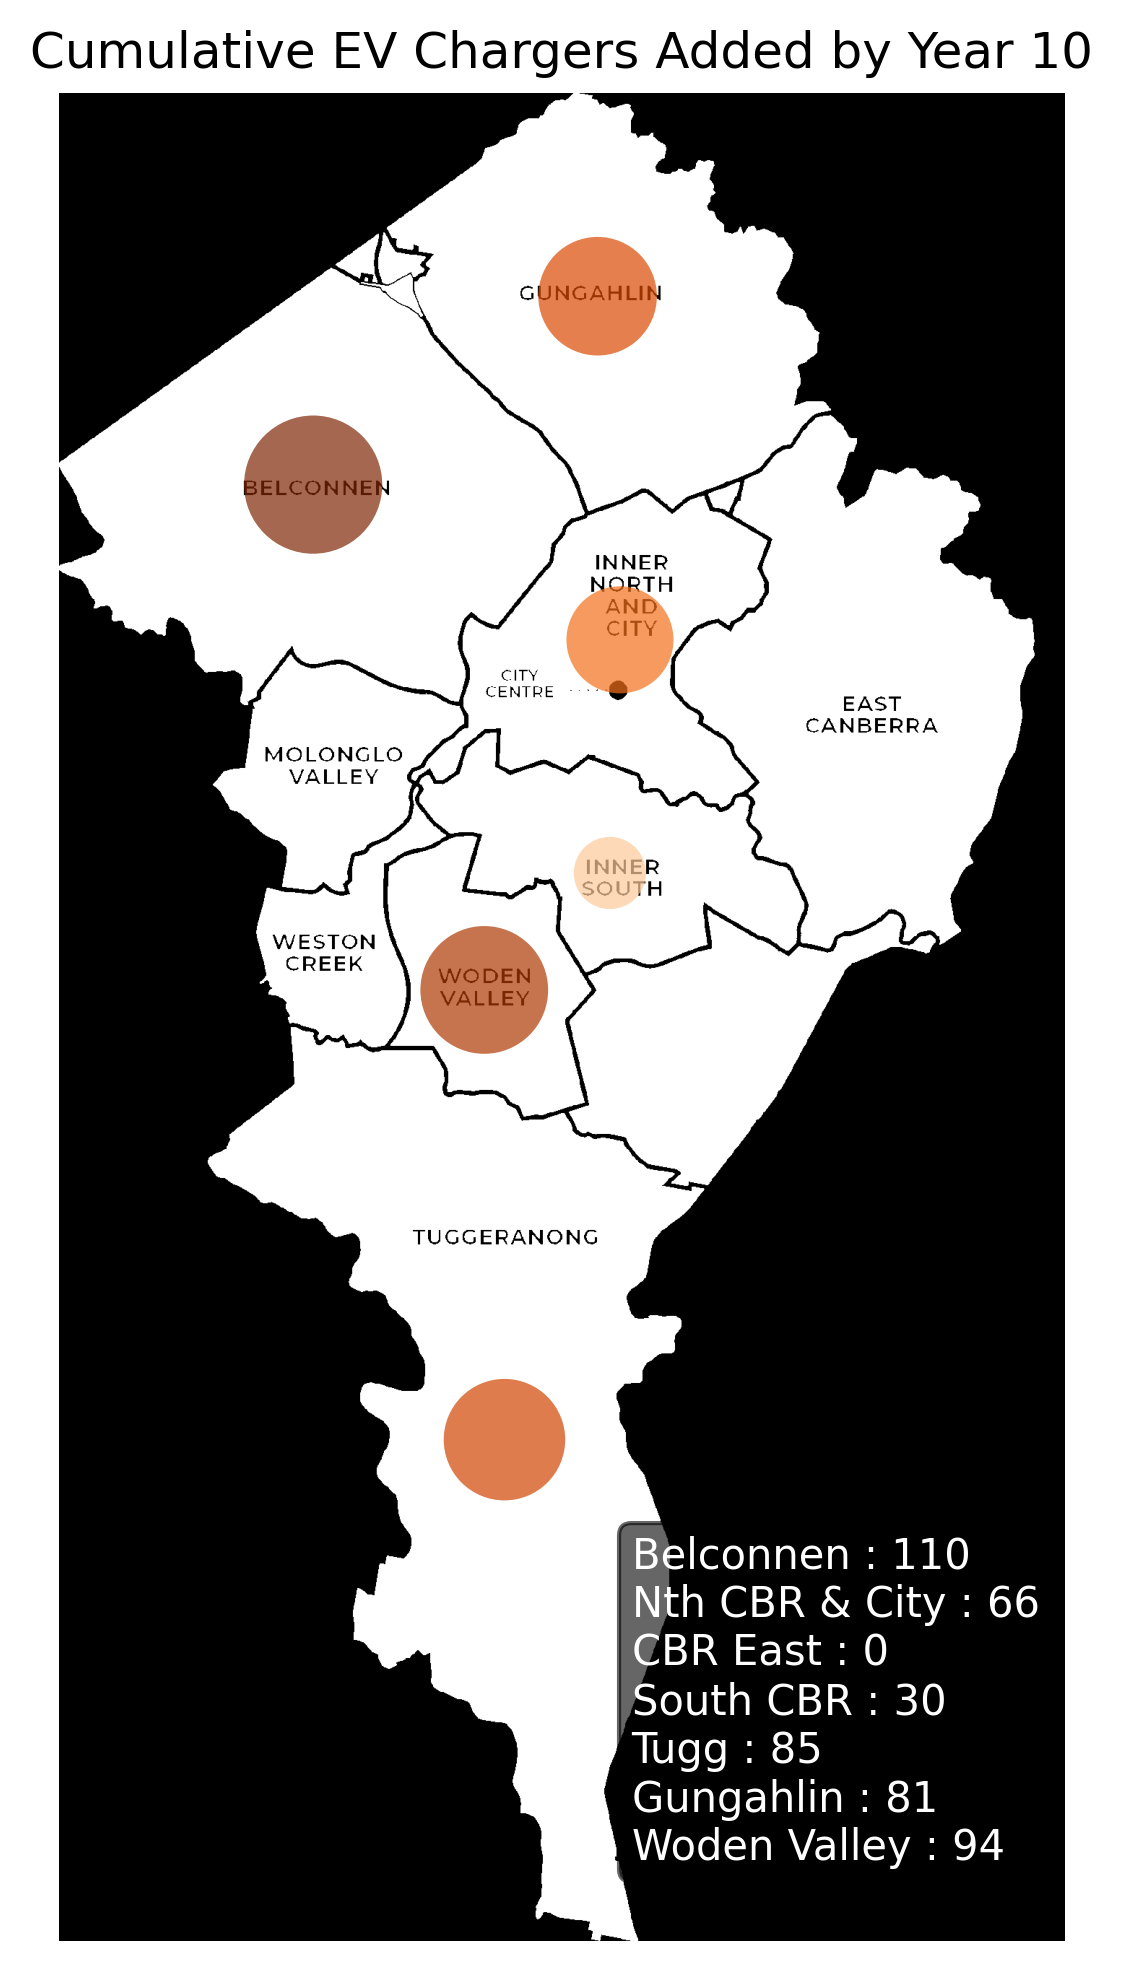 Cumulative EV Chargers Added by Year 10
GUNGAHLIN
BELCONNEN
INNER
NORTH
AND
CITY
CITY
CENTRE
EAST
CANBERRA
MOLONGLO
VALLEY
INNER
SOUTH
WESTON
CREEK
WODEN
VALLEY
TUGGERANONG
Belconnen : 110
Nth CBR & City : 66
CBR East : 0
South CBR : 30
Tugg : 85
Gungahlin : 81
Woden Valley : 94